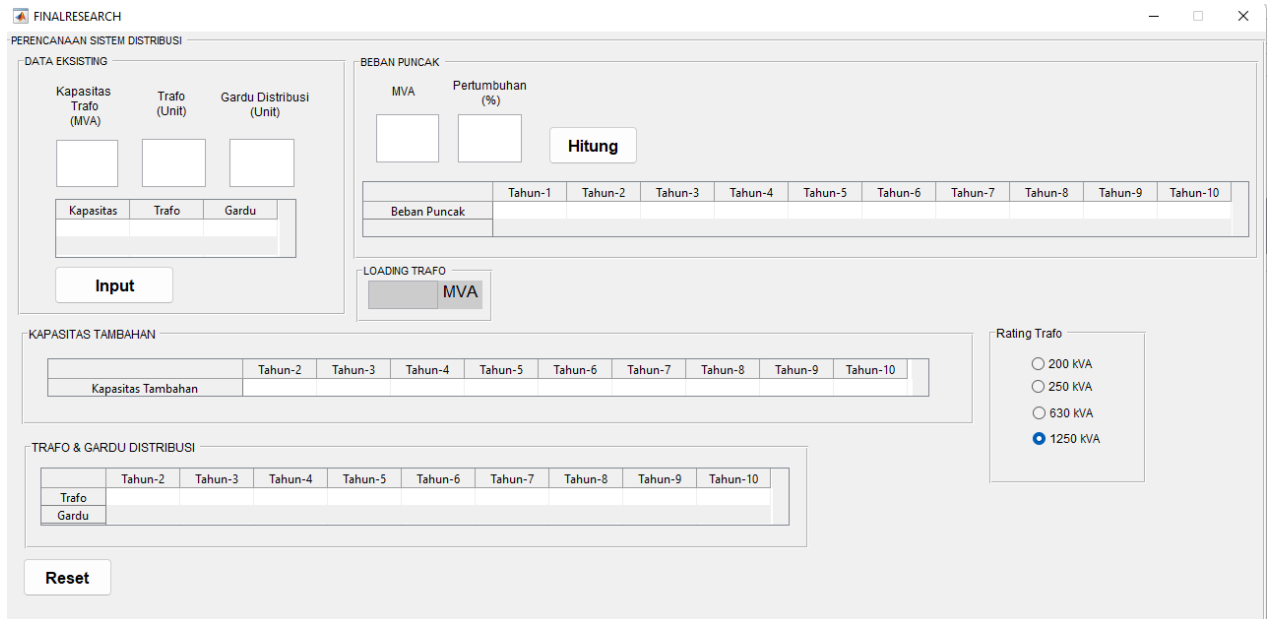 FINALRESEARCH
PERENCANAAN SISTEM DISTRIBUSI
DATA EKSISTING
Kapasitas
Trafo
(MVA)
Trafo
(Unit)
Gardu Distribusi
(Unit)
Kapasitas Trafo Gardu
Input
BEBAN PUNCAK
MVA
Pertumbuhan
(%)
Hitung
Tahun-1 Tahun-2 Tahun-3 Tahun-4 Tahun-5 Tahun-6 Tahun-7 Tahun-8 Tahun-9 Tahun-10
Beban Puncak
LOADING TRAFO
MVA
KAPASITAS TAMBAHAN
Tahun-2 Tahun-3 Tahun-4 Tahun-5 Tahun-6 Tahun-7 Tahun-8 Tahun-9 Tahun-10
Kapasitas Tambahan
Rating Trafo
200 kVA
250 kVA
630 kVA
1250 kVA
TRAFO & GARDU DISTRIBUSI
Tahun-2 Tahun-3 Tahun-4 Tahun-5 Tahun-6 Tahun-7 Tahun-8 Tahun-9 Tahun-10
Trafo
Gardu
Reset